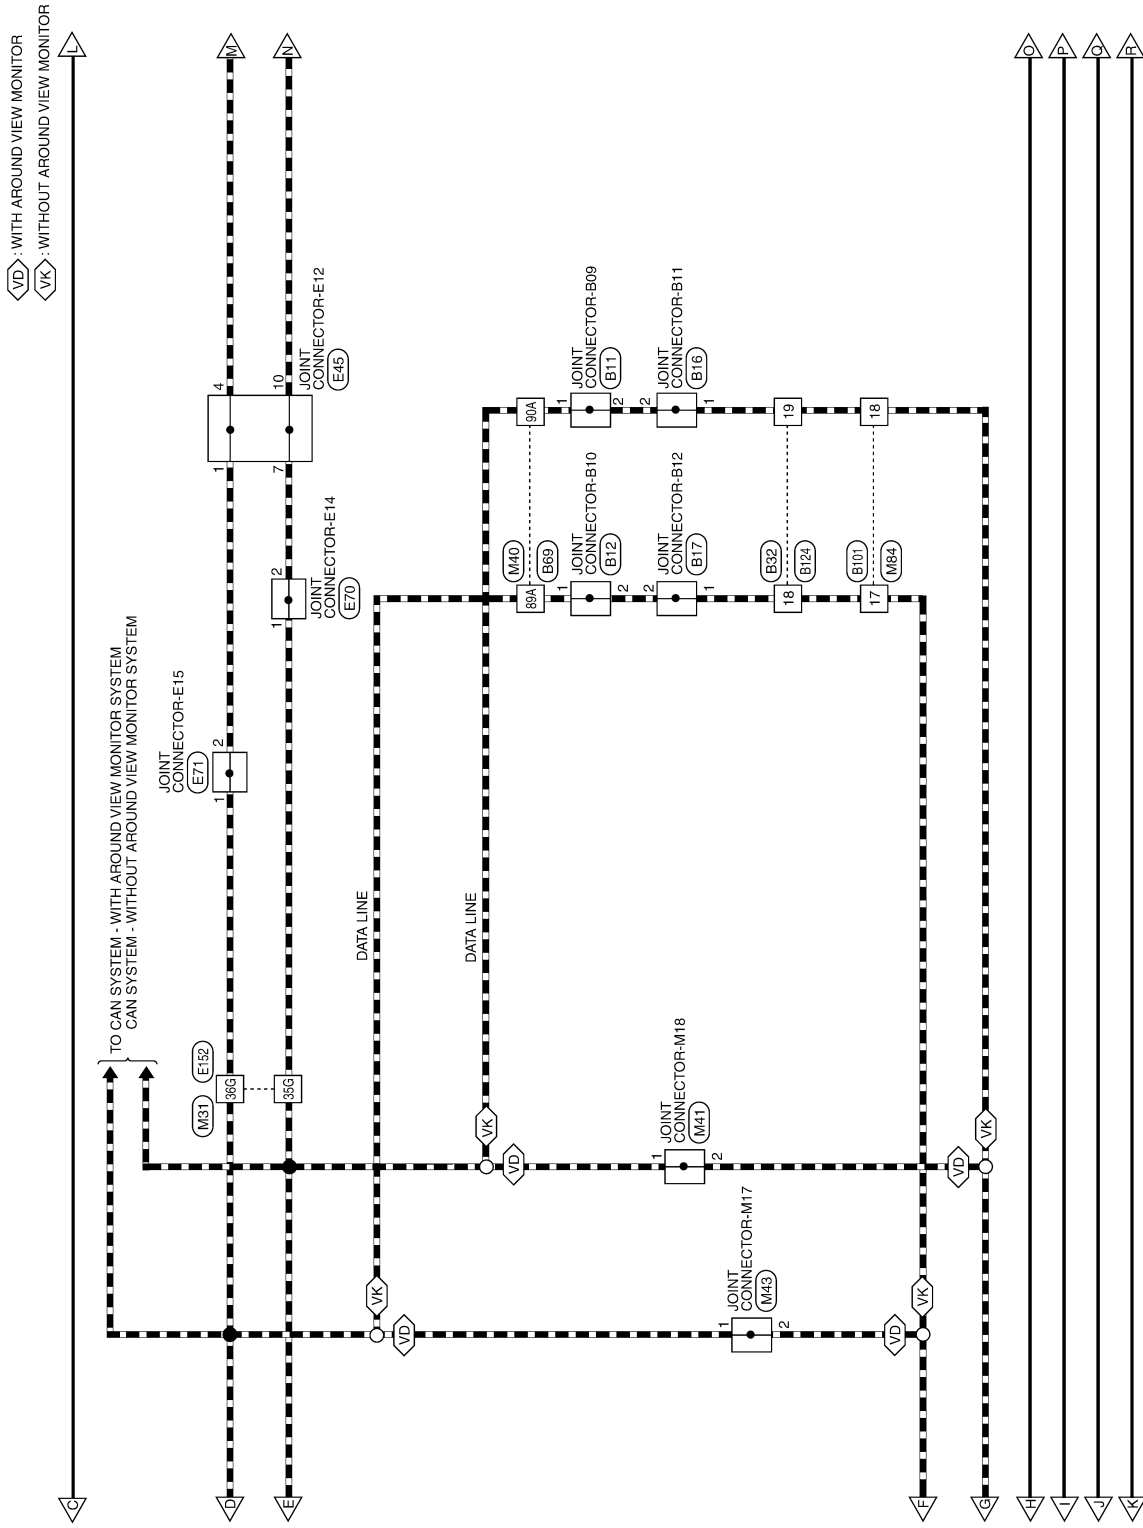 VD : WITH AROUND VIEW MONITOR
VK : WITHOUT AROUND VIEW MONITOR
C
L
TO CAN SYSTEM - WITH AROUND VIEW MONITOR SYSTEM
CAN SYSTEM - WITHOUT AROUND VIEW MONITOR SYSTEM
D
M31
36G
E152
JOINT
CONNECTOR-E15
E71
1
2
1
4
M
E
35G
1
2
JOINT
CONNECTOR-E14
E70
7
10
JOINT
CONNECTOR-E12
E45
N
VK
DATA LINE
VD
VK
DATA LINE
VD
M40
B69
89A
90A
1
JOINT
CONNECTOR-B10
B12
2
1
JOINT
CONNECTOR-B09
B11
2
JOINT
CONNECTOR-M18
M41
1
2
2
JOINT
CONNECTOR-B12
B17
1
2
JOINT
CONNECTOR-B11
B16
1
JOINT
CONNECTOR-M17
M43
1
2
B32
B124
18
19
B101
M84
17
18
VD
VK
F
VD
VK
G
H
O
I
P
J
Q
K
R